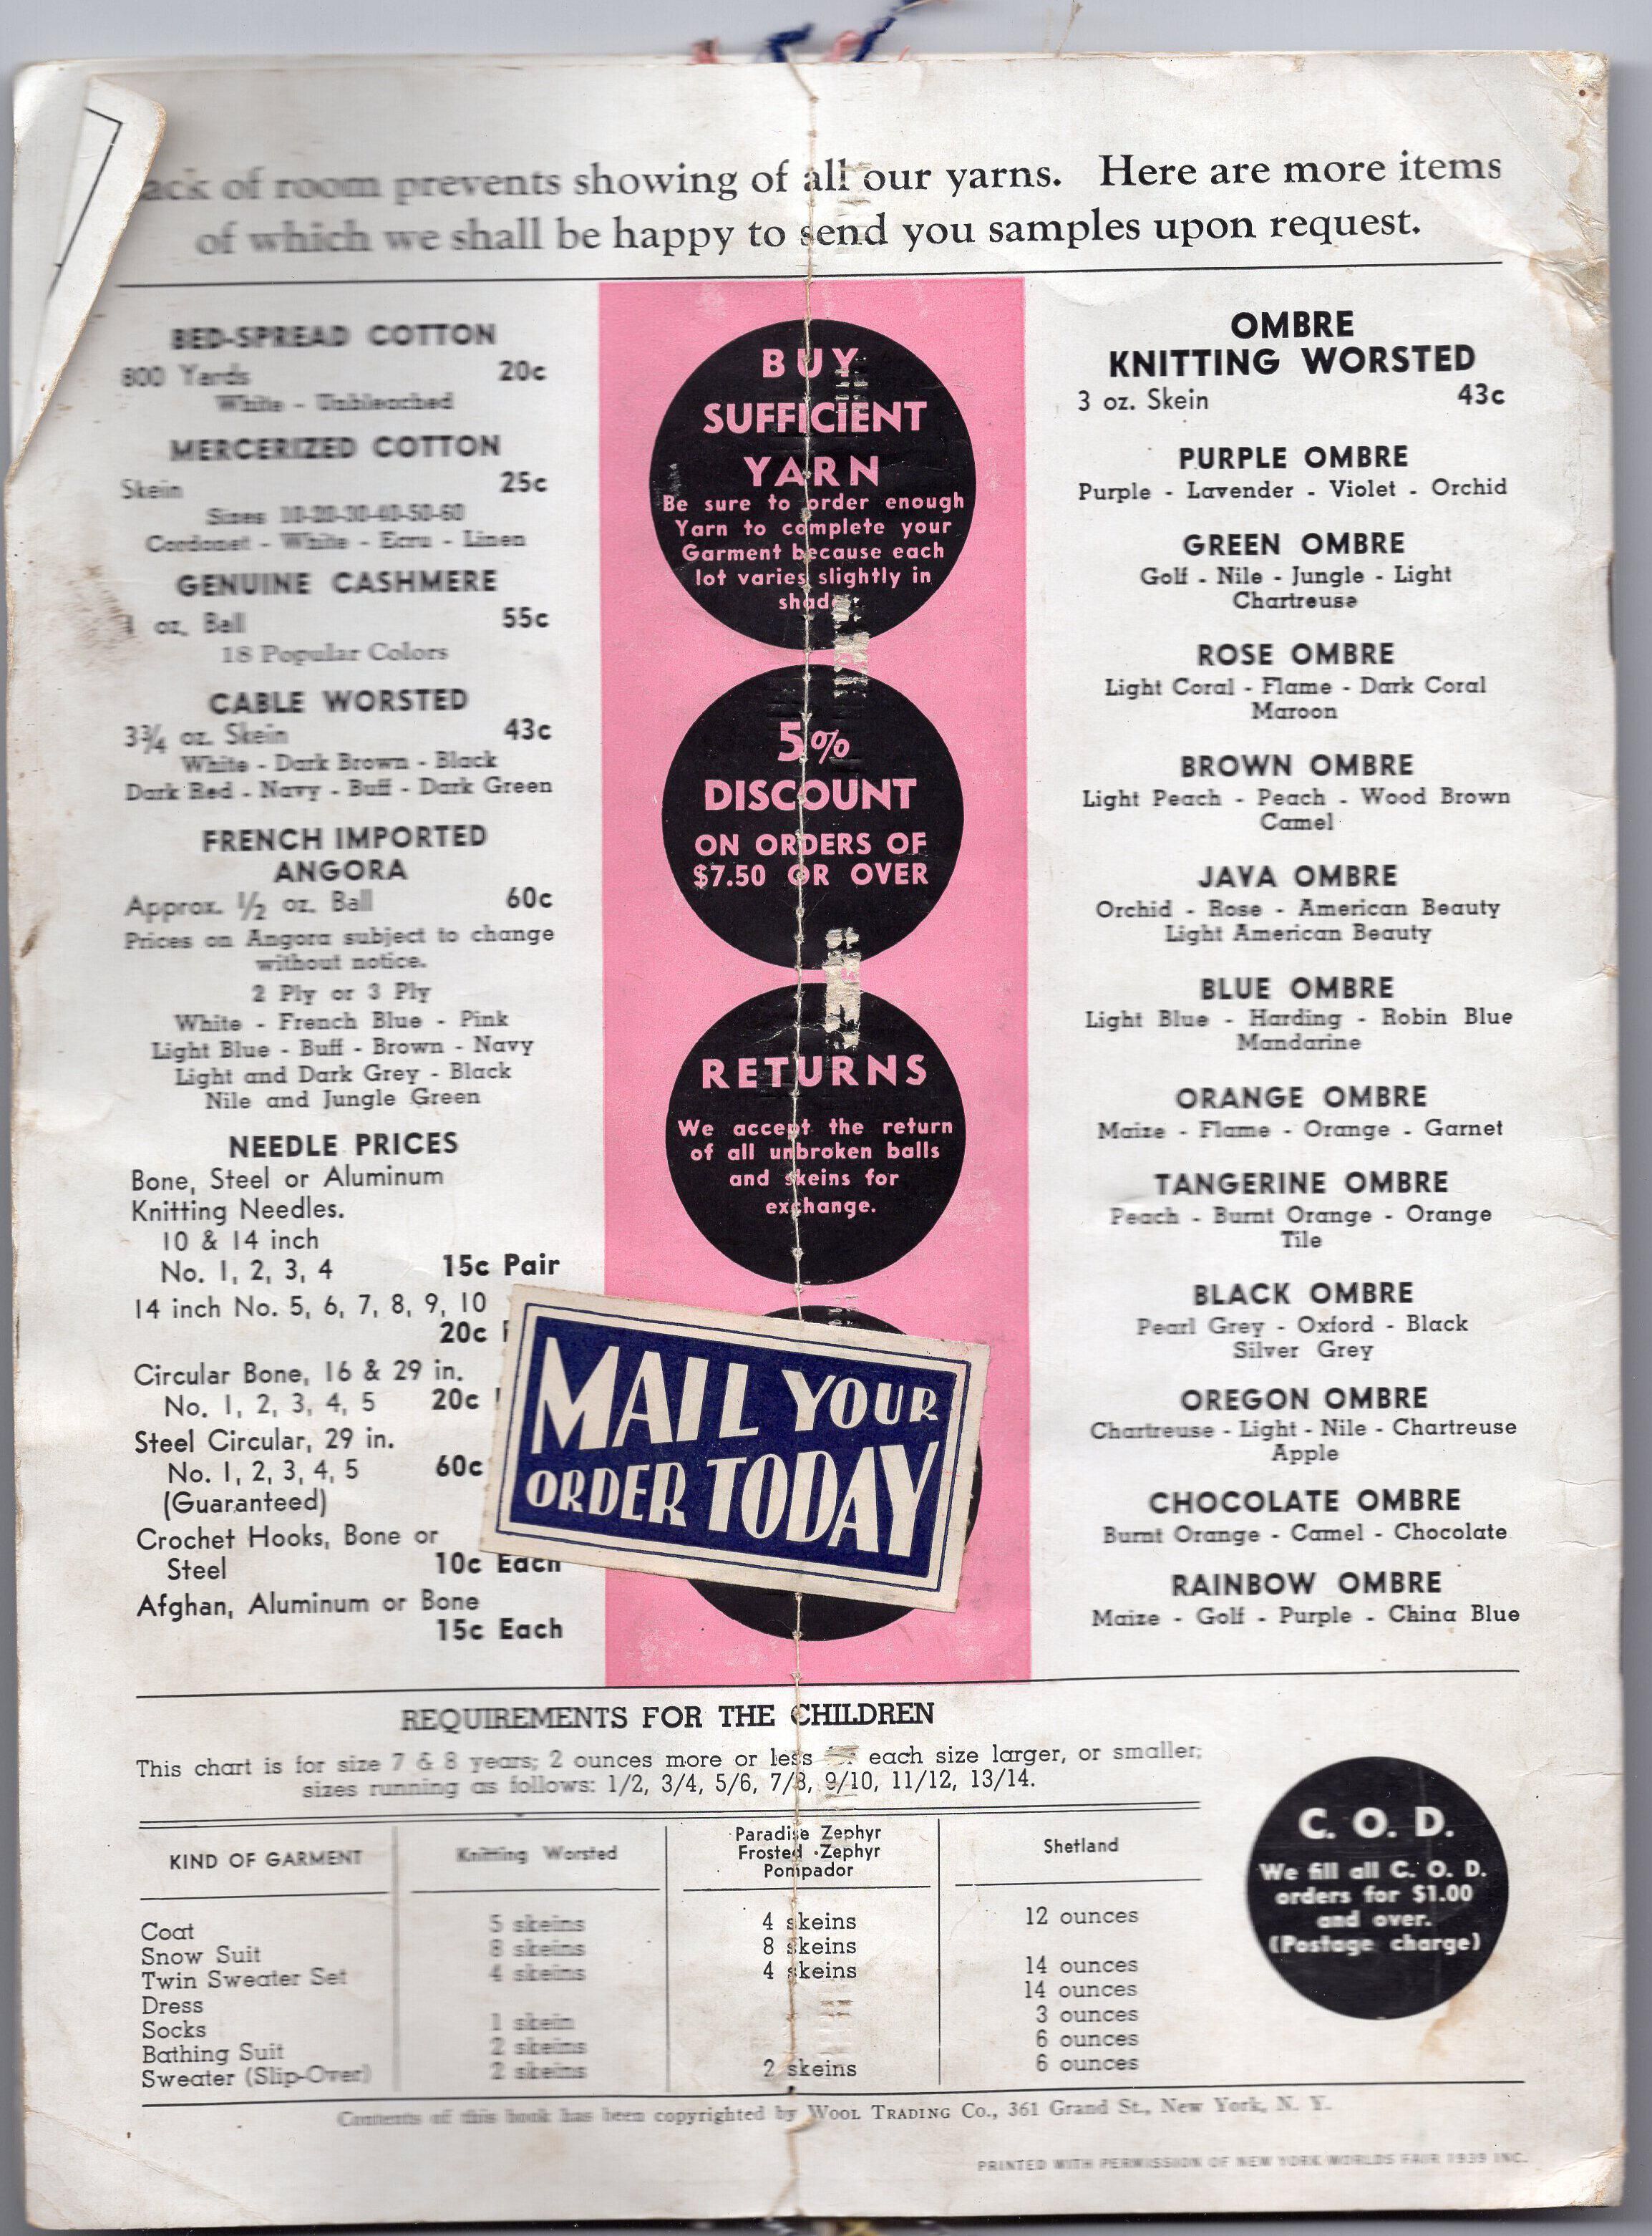 ack of room prevents showing of all our yarns. Here are more items
of which we shall be happy to send you samples upon request.
BED-SPREAD COTTON
800 Yards 20c
White - Unbleached
MERCERIZED COTTON
Skein 25c
Sizes 10-20-30-40-50-60
Cordonet - White - Ecru - Linen
GENUINE CASHMERE
1 oz. Ball 55c
18 Popular Colors
CABLE WORSTED
3¾ oz. Skein 43c
White - Dark Brown - Black
Dark Red - Navy - Buff - Dark Green
FRENCH IMPORTED
ANGORA
Approx. ½ oz. Ball 60c
Prices on Angora subject to change
without notice.
2 Ply or 3 Ply
White - French Blue - Pink
Light Blue - Buff - Brown - Navy
Light and Dark Grey - Black
Nile and Jungle Green
NEEDLE PRICES
Bone, Steel or Aluminum
Knitting Needles.
10 & 14 inch
No. 1, 2, 3, 4 15c Pair
14 inch No. 5, 6, 7, 8, 9, 10
20c
Circular Bone, 16 & 29 in.
No. 1, 2, 3, 4, 5 20c
Steel Circular, 29 in.
No. 1, 2, 3, 4, 5 60c
(Guaranteed)
Crochet Hooks, Bone or
Steel 10c Each
Afghan, Aluminum or Bone
15c Each
BUY
SUFFICIENT
YARN
Be sure to order enough
Yarn to complete your
Garment because each
lot varies slightly in
shad
5%
DISCOUNT
ON ORDERS OF
$7.50 OR OVER
RETURNS
We accept the return
of all unbroken balls
and skeins for
exchange.
MAIL YOUR
ORDER TODAY
OMBRE
KNITTING WORSTED
3 oz. Skein 43c
PURPLE OMBRE
Purple - Lavender - Violet - Orchid
GREEN OMBRE
Golf - Nile - Jungle - Light
Chartreuse
ROSE OMBRE
Light Coral - Flame - Dark Coral
Maroon
BROWN OMBRE
Light Peach - Peach - Wood Brown
Camel
JAVA OMBRE
Orchid - Rose - American Beauty
Light American Beauty
BLUE OMBRE
Light Blue - Harding - Robin Blue
Mandarine
ORANGE OMBRE
Maize - Flame - Orange - Garnet
TANGERINE OMBRE
Peach - Burnt Orange - Orange
Tile
BLACK OMBRE
Pearl Grey - Oxford - Black
Silver Grey
OREGON OMBRE
Chartreuse - Light - Nile - Chartreuse
Apple
CHOCOLATE OMBRE
Burnt Orange - Camel - Chocolate
RAINBOW OMBRE
Maize - Golf - Purple - China Blue
REQUIREMENTS FOR THE CHILDREN
This chart is for size 7 & 8 years; 2 ounces more or less each size larger, or smaller;
sizes running as follows: 1/2, 3/4, 5/6, 7/8, 9/10, 11/12, 13/14.
KIND OF GARMENT Knitting Worsted Paradise Zephyr Shetland
Frosted Zephyr
Pompador
Coat 5 skeins 4 skeins 12 ounces
Snow Suit 8 skeins 8 skeins
Twin Sweater Set 4 skeins 4 skeins 14 ounces
Dress 14 ounces
Socks 1 skein 3 ounces
Bathing Suit 2 skeins 6 ounces
Sweater (Slip-Over) 2 skeins 2 skeins 6 ounces
C. O. D.
We fill all C. O. D.
orders for $1.00
and over.
(Postage charge)
Contents of this book has been copyrighted by WOOL TRADING CO., 361 Grand St., New York, N. Y.
PRINTED WITH PERMISSION OF NEW YORK WORLDS FAIR 1939 INC.